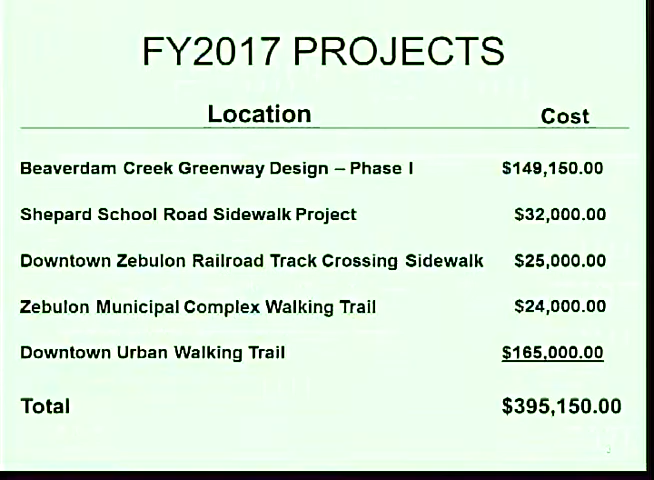 FY2017 PROJECTS
Location Cost
Beaverdam Creek Greenway Design – Phase I $149,150.00
Shepard School Road Sidewalk Project $32,000.00
Downtown Zebulon Railroad Track Crossing Sidewalk $25,000.00
Zebulon Municipal Complex Walking Trail $24,000.00
Downtown Urban Walking Trail $165,000.00
Total $395,150.00